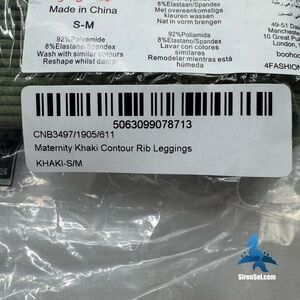 Made in China
S-M
92%Polyamide
8%Elastane/Spandex
Wash with similar colours
Reshape whilst damp
8%Elastaan/Spandex
Met overeenkomstige
kleuren wassen
Nat in vorm brengen
92%Poliamida
8%Elastano/Spandex
Lavar con colores
similares
Remodelar mientras está
húmeda
49-51 D
Manchester
10 Great Pu
London,
boohoo
4FASHION
5063099078713
CNB3497/1905/611
Maternity Khaki Contour Rib Leggings
KHAKI-S/M
SirenSel.com